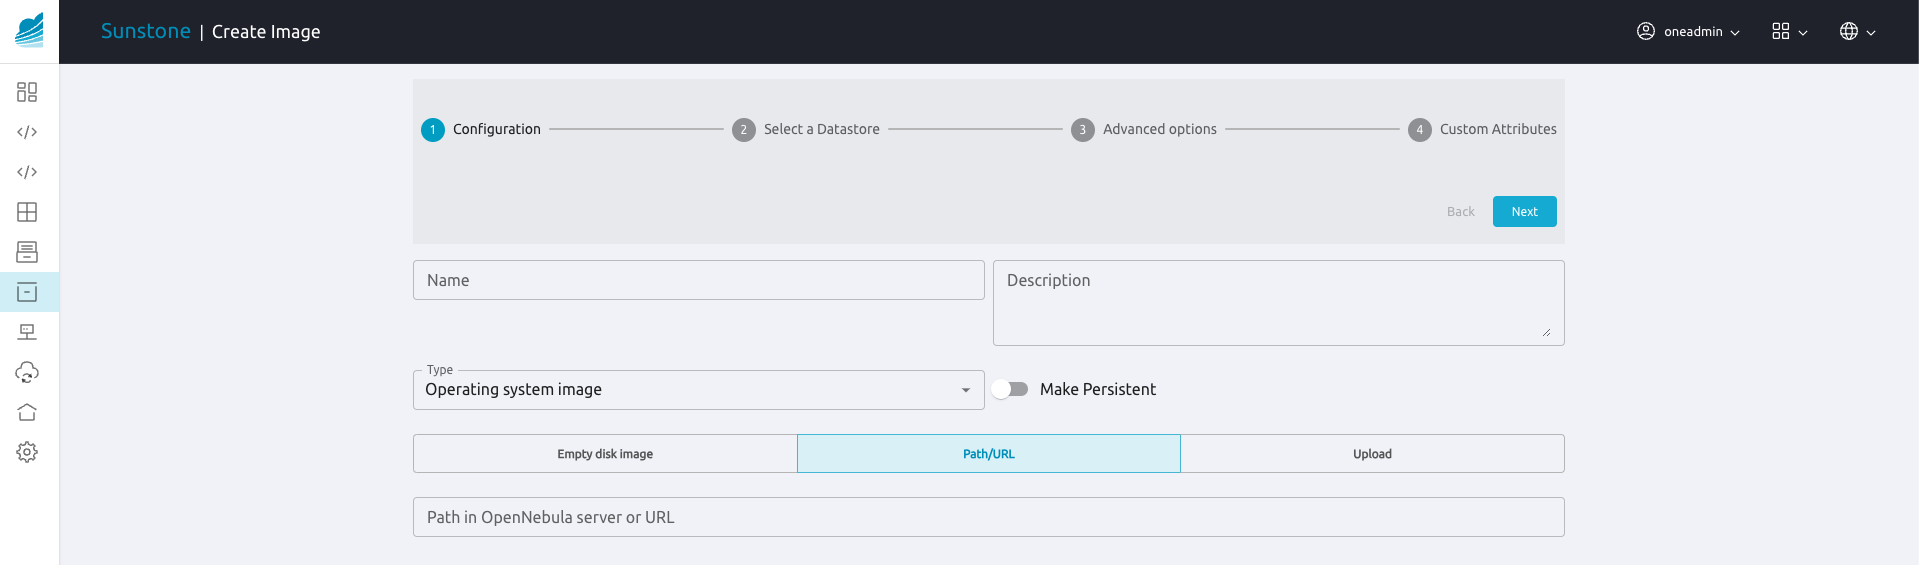 Sunstone | Create Image
oneadmin
1 Configuration 2 Select a Datastore 3 Advanced options 4 Custom Attributes
Back Next
Name
Description
Type
Operating system image
Make Persistent
Empty disk image Path/URL Upload
Path in OpenNebula server or URL